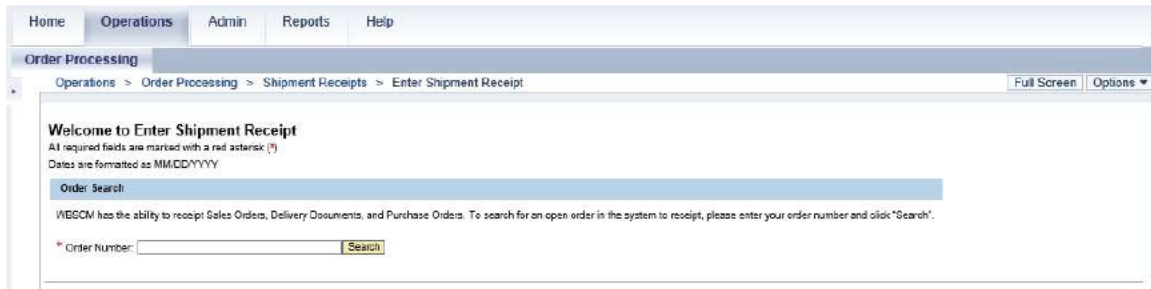 Home Operations Admin Reports Help
Order Processing
Operations > Order Processing > Shipment Receipts > Enter Shipment Receipt Full Screen Options
Welcome to Enter Shipment Receipt
All required fields are marked with a red asterisk (*)
Dates are formatted as MM/DD/YYYY
Order Search
WBSCM has the ability to receipt Sales Orders, Delivery Documents, and Purchase Orders. To search for an open order in the system to receipt, please enter your order number and click "Search".
* Order Number: Search